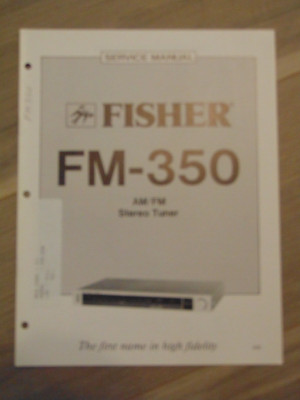 SERVICE MANUAL
FISHER
FM-350
AM/FM
Stereo Tuner
The first name in high fidelity